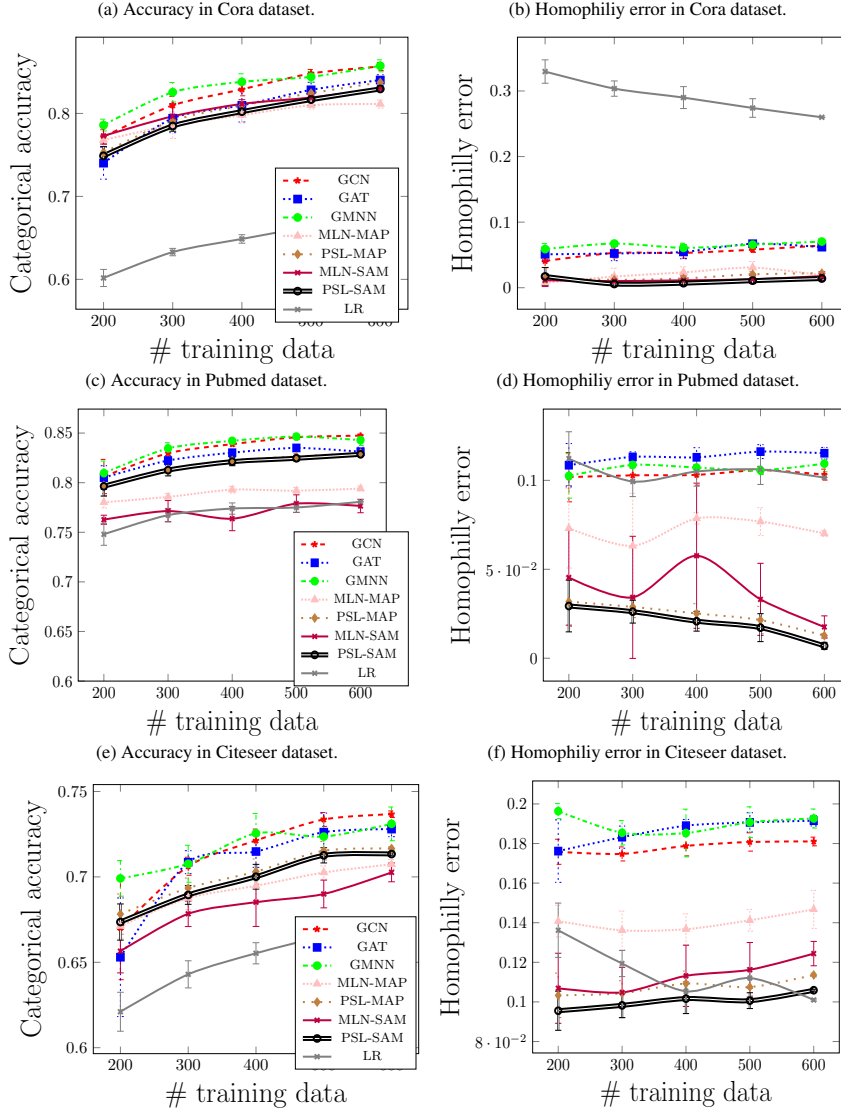 (a) Accuracy in Cora dataset.
(b) Homophiliy error in Cora dataset.
Categorical accuracy
0.8
0.7
0.6
200 300 400 500 600
# training data
GCN
GAT
GMNN
MLN-MAP
PSL-MAP
MLN-SAM
PSL-SAM
LR
Homophilly error
0.3
0.2
0.1
0
200 300 400 500 600
# training data
(c) Accuracy in Pubmed dataset.
(d) Homophiliy error in Pubmed dataset.
Categorical accuracy
0.85
0.8
0.75
0.7
0.65
0.6
200 300 400 500 600
# training data
GCN
GAT
GMNN
MLN-MAP
PSL-MAP
MLN-SAM
PSL-SAM
LR
Homophilly error
0.1
5 · 10⁻²
0
200 300 400 500 600
# training data
(e) Accuracy in Citeseer dataset.
(f) Homophiliy error in Citeseer dataset.
Categorical accuracy
0.75
0.7
0.65
0.6
200 300 400
# training data
GCN
GAT
GMNN
MLN-MAP
PSL-MAP
MLN-SAM
PSL-SAM
LR
Homophilly error
0.2
0.18
0.16
0.14
0.12
0.1
8 · 10⁻²
200 300 400 500 600
# training data